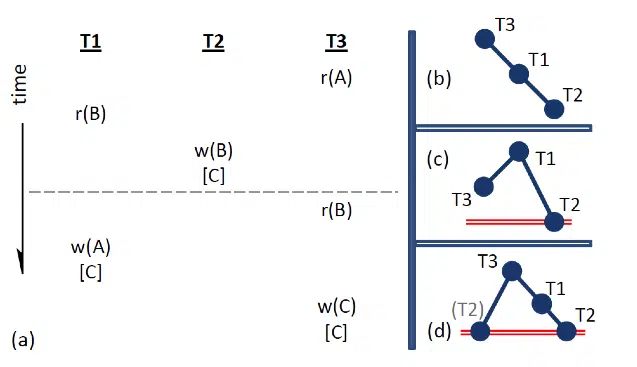 T1 T2 T3
time
r(A)
r(B)
w(B)
[C]
r(B)
w(A)
[C]
w(C)
[C]
(a)
T3
T1
T2
(b)
(c)
T1
T3
T2
T3
T1
(T2)
T2
(d)